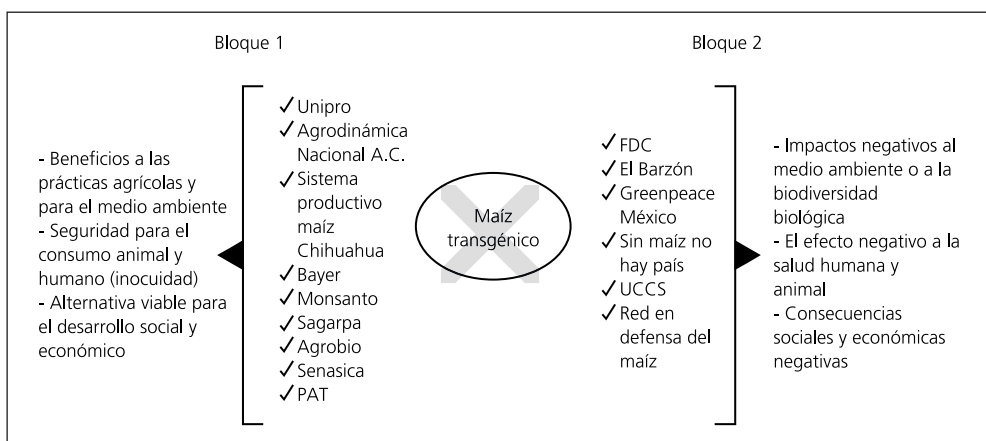 Bloque 1
- Beneficios a las
prácticas agrícolas y
para el medio ambiente
- Seguridad para el
consumo animal y
humano (inocuidad)
- Alternativa viable para
el desarrollo social y
económico
✓ Unipro
✓ Agrodinámica
Nacional A.C.
✓ Sistema
productivo
maíz
Chihuahua
✓ Bayer
✓ Monsanto
✓ Sagarpa
✓ Agrobio
✓ Senasica
✓ PAT
Maíz
transgénico
Bloque 2
✓ FDC
✓ El Barzón
✓ Greenpeace
México
✓ Sin maíz no
hay país
✓ UCCS
✓ Red en
defensa del
maíz
- Impactos negativos al
medio ambiente o a la
biodiversidad
biológica
- El efecto negativo a la
salud humana y
animal
- Consecuencias
sociales y económicas
negativas